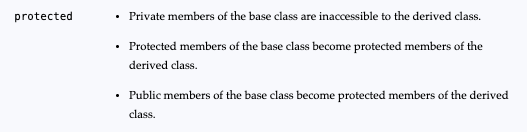 protected • Private members of the base class are inaccessible to the derived class.
• Protected members of the base class become protected members of the
derived class.
• Public members of the base class become protected members of the derived
class.